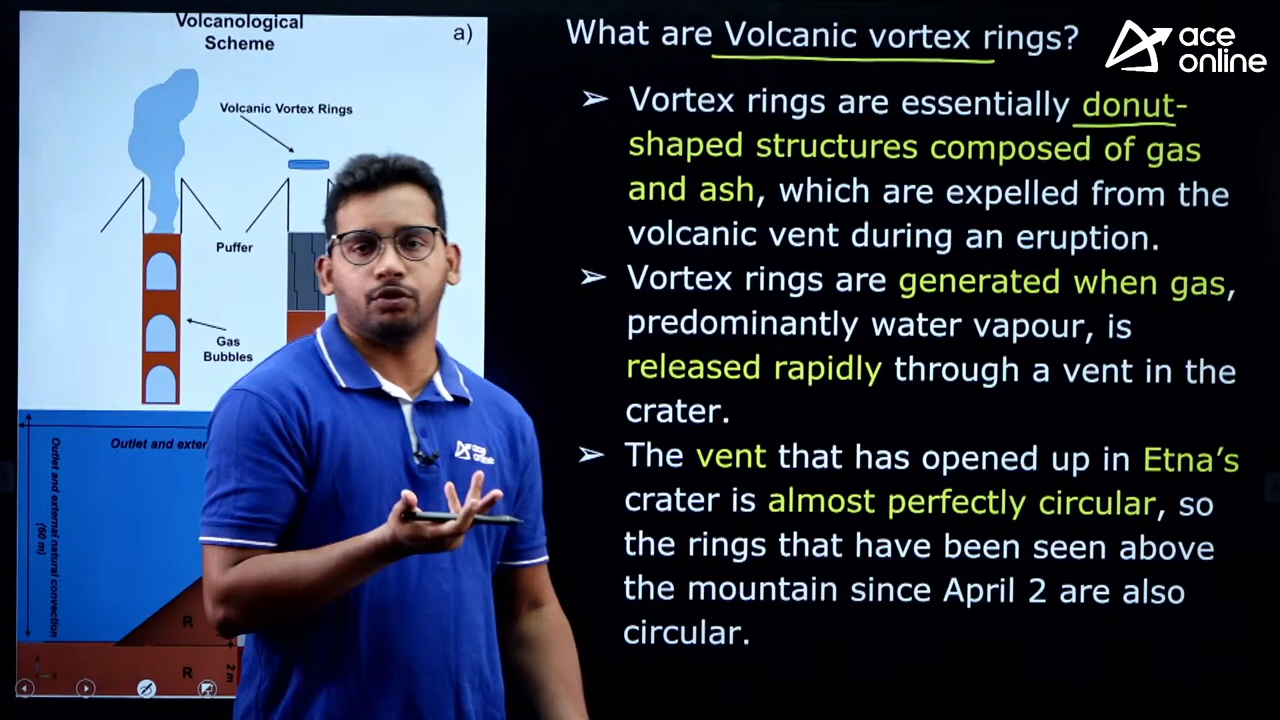 Volcanological
Scheme
a)
Volcanic Vortex Rings
Puffer
Gas
Bubbles
Outlet and exter
Outlet and external natural convection
(50 m)
R
R
2 m
What are Volcanic vortex rings?
ace
online
➢ Vortex rings are essentially donut-
shaped structures composed of gas
and ash, which are expelled from the
volcanic vent during an eruption.
➢ Vortex rings are generated when gas,
predominantly water vapour, is
released rapidly through a vent in the
crater.
➢ The vent that has opened up in Etna’s
crater is almost perfectly circular, so
the rings that have been seen above
the mountain since April 2 are also
circular.
ace
online